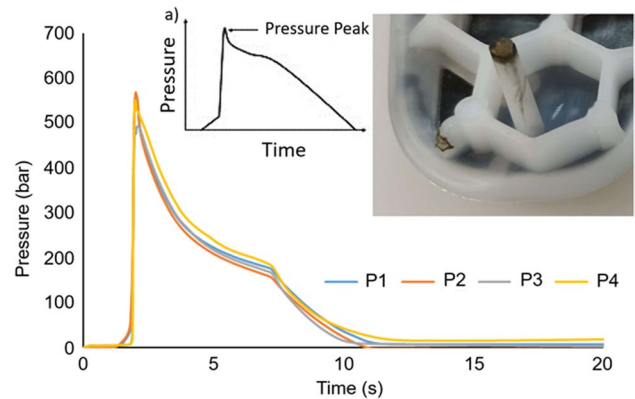 a)
Pressure Peak
Pressure
Time
700
600
500
400
300
200
100
0
Pressure (bar)
P1 P2 P3 P4
0 5 10 15 20
Time (s)